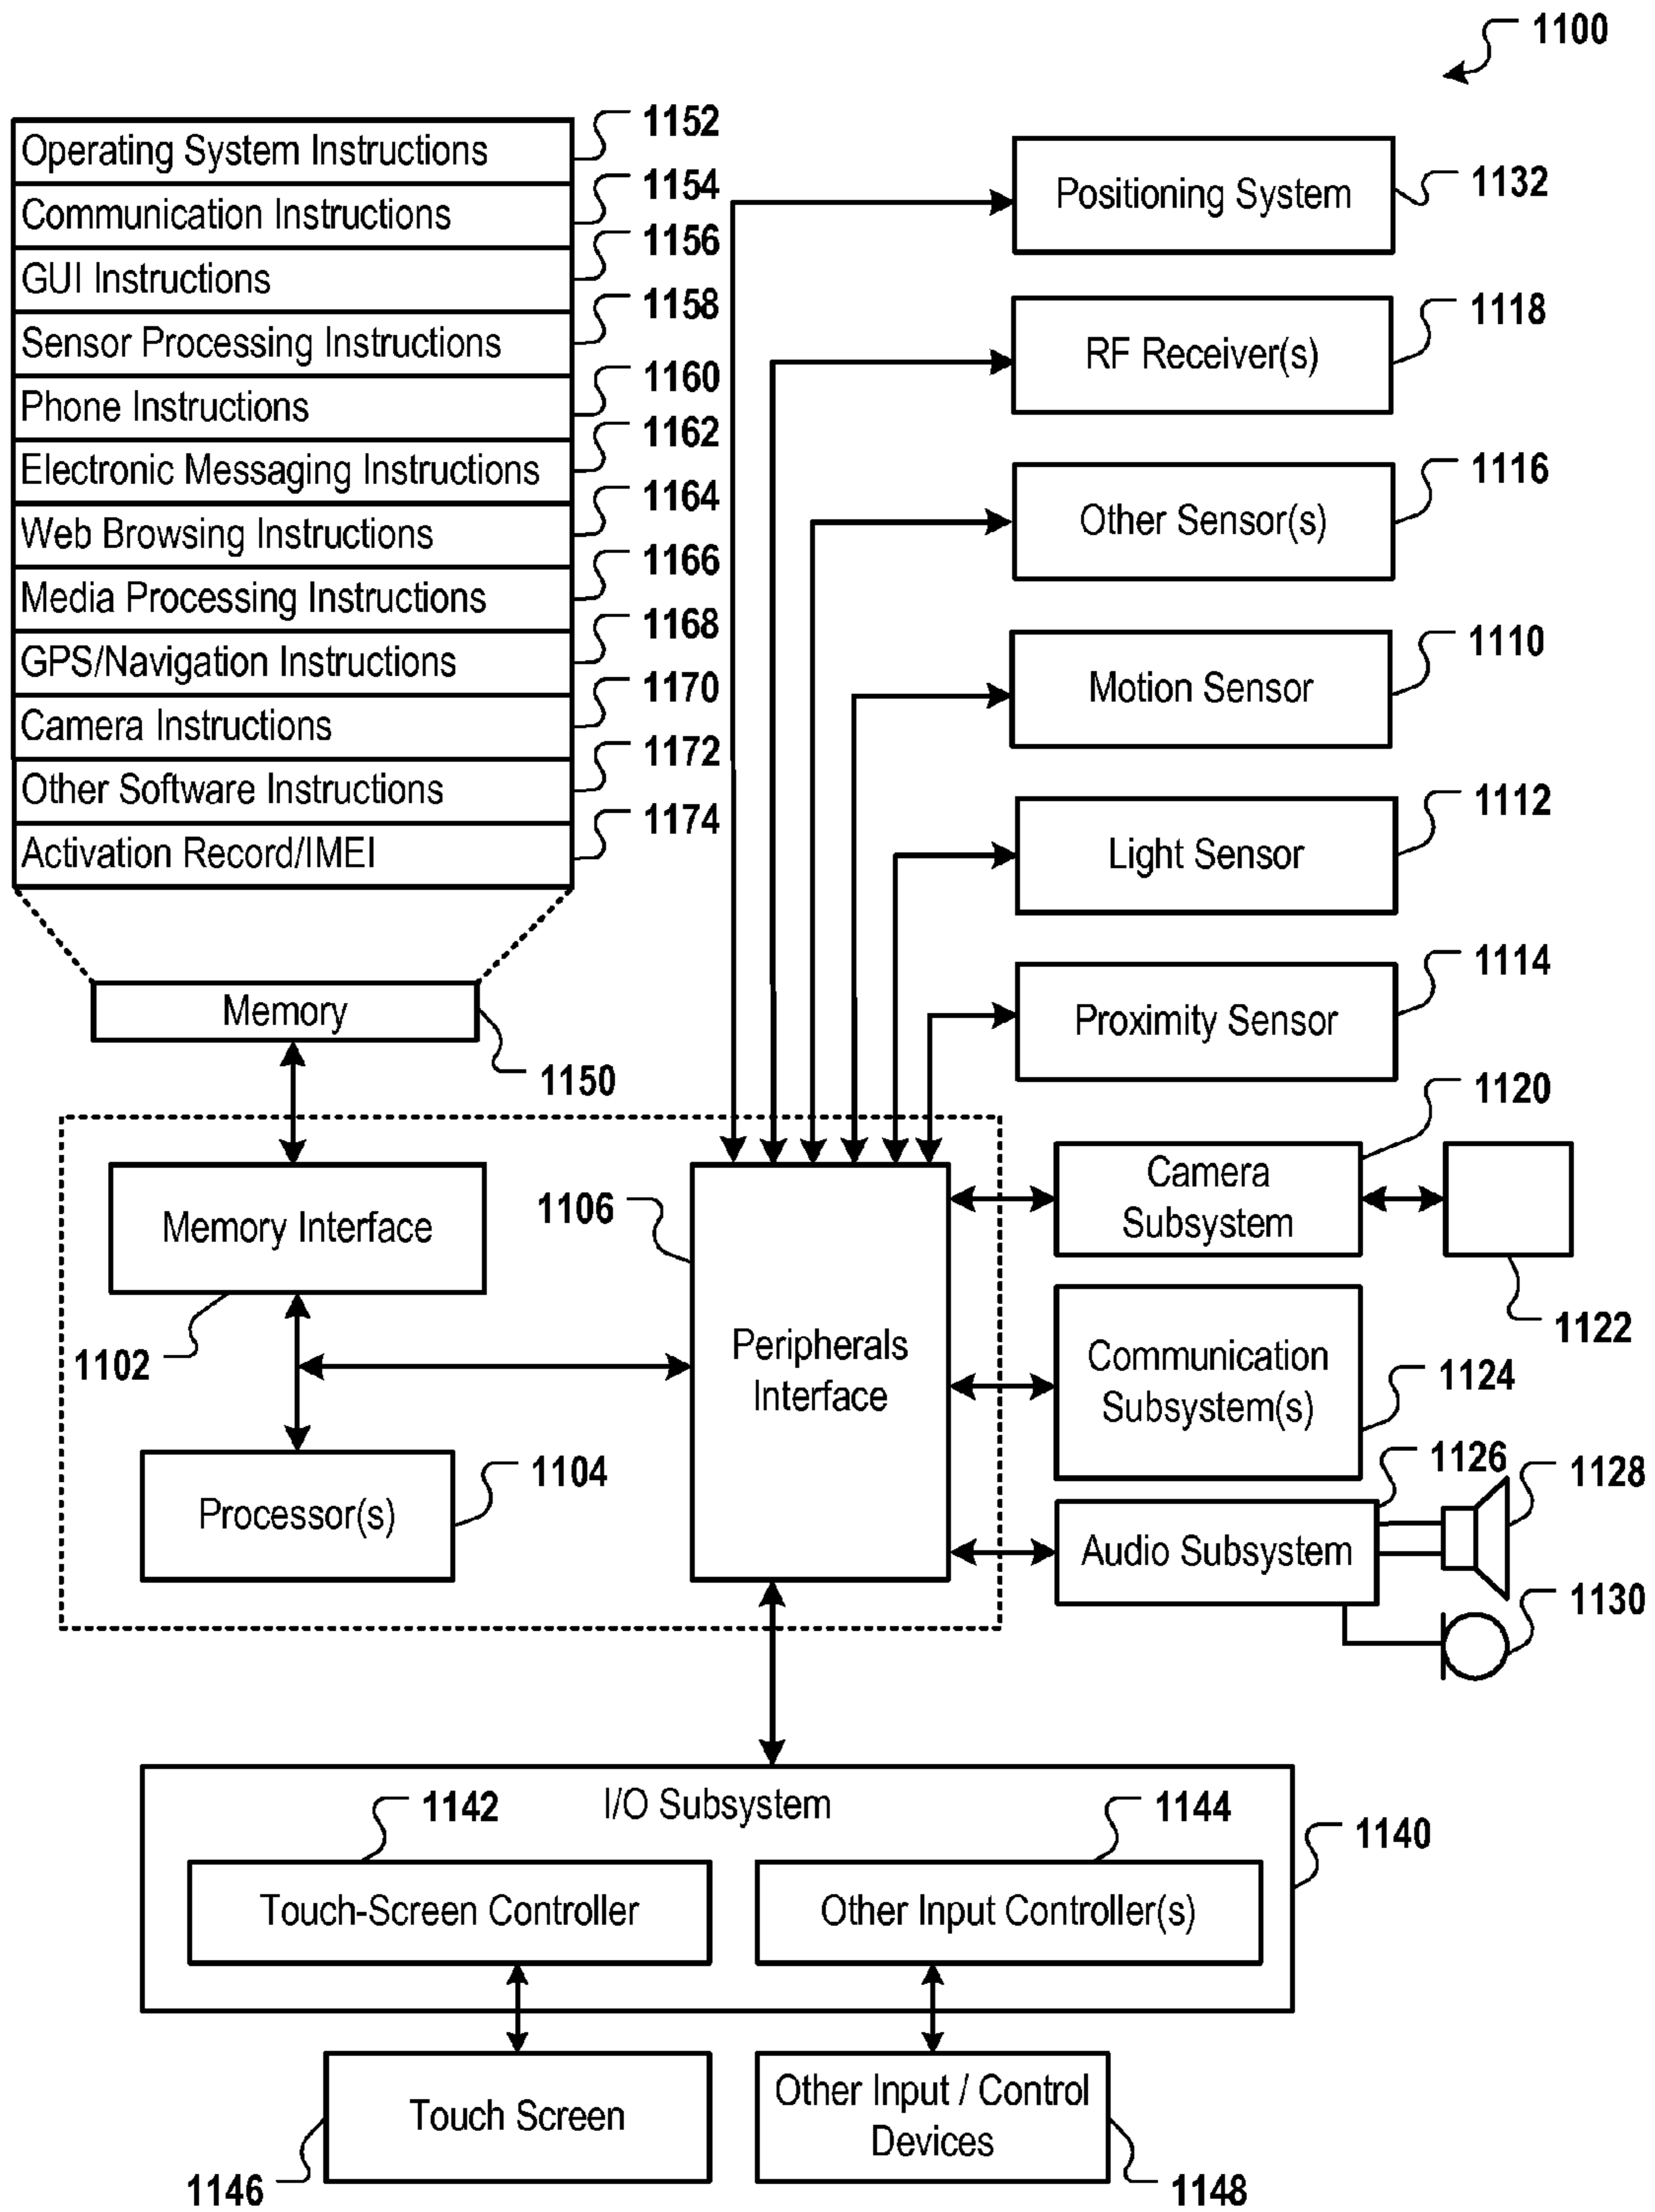 1100
Operating System Instructions
1152
Communication Instructions
1154
GUI Instructions
1156
Sensor Processing Instructions
1158
Phone Instructions
1160
Electronic Messaging Instructions
1162
Web Browsing Instructions
1164
Media Processing Instructions
1166
GPS/Navigation Instructions
1168
Camera Instructions
1170
Other Software Instructions
1172
Activation Record/IMEI
1174
Memory
1150
Positioning System
1132
RF Receiver(s)
1118
Other Sensor(s)
1116
Motion Sensor
1110
Light Sensor
1112
Proximity Sensor
1114
Memory Interface
1102
Processor(s)
1104
1106
Peripherals
Interface
Camera
Subsystem
1120
1122
Communication
Subsystem(s)
1124
Audio Subsystem
1126
1128
1130
I/O Subsystem
1140
1142
Touch-Screen Controller
1144
Other Input Controller(s)
Touch Screen
1146
Other Input / Control
Devices
1148